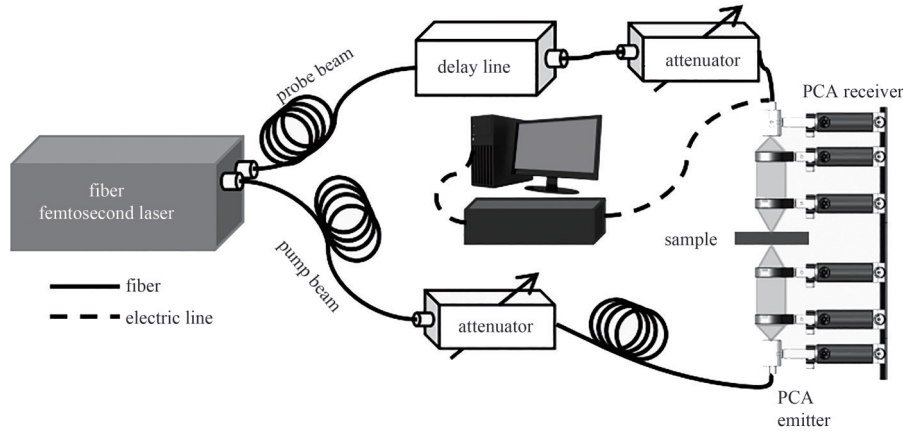 probe beam
delay line
attenuator
PCA receiver
fiber
femtosecond laser
sample
pump beam
fiber
electric line
attenuator
PCA
emitter